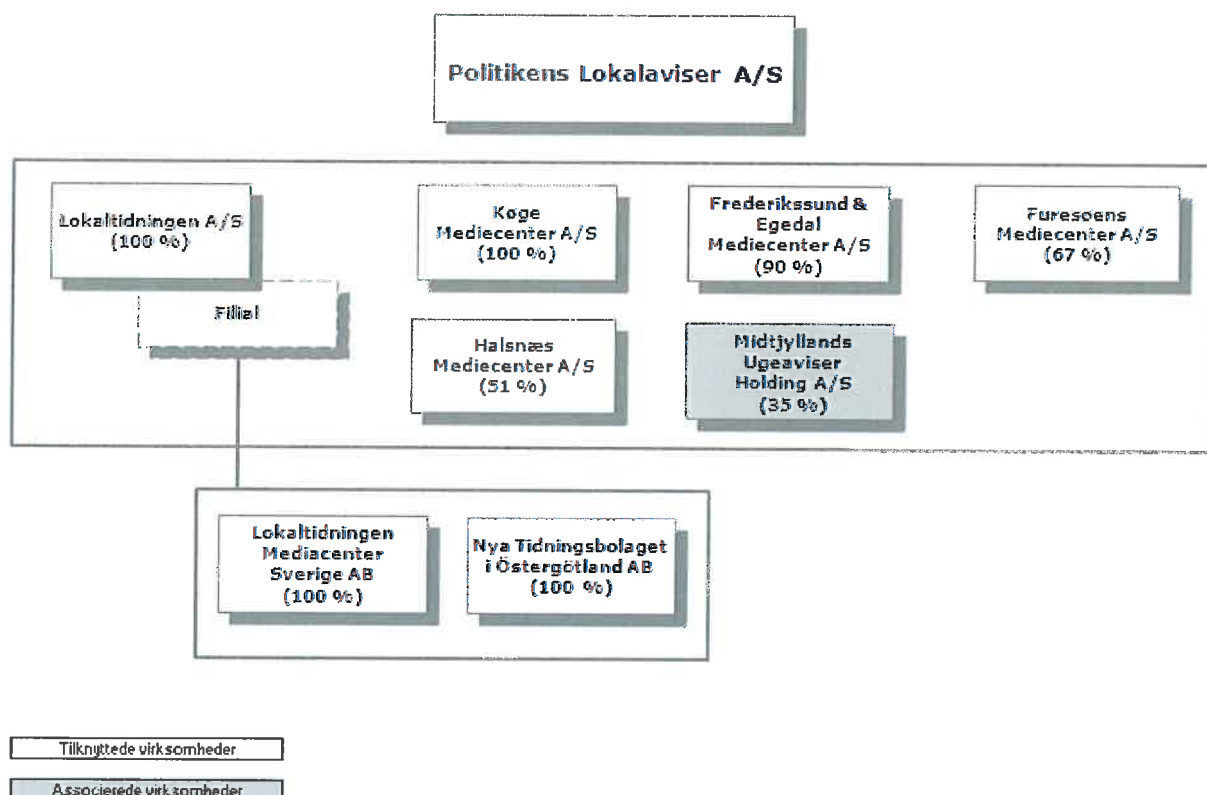 Politikens Lokalaviser A/S
Lokaltidningen A/S
(100 %)
Filial
Køge
Mediecenter A/S
(100 %)
Frederikssund &
Egedal
Mediecenter A/S
(90 %)
Furesøens
Mediecenter A/S
(67 %)
Halsnæs
Mediecenter A/S
(51 %)
Midtjyllands
Ugeaviser
Holding A/S
(35 %)
Lokaltidningen
Mediacenter
Sverige AB
(100 %)
Nya Tidningsbolaget
i Östergötland AB
(100 %)
Tilknyttede virksomheder
Associerede virksomheder